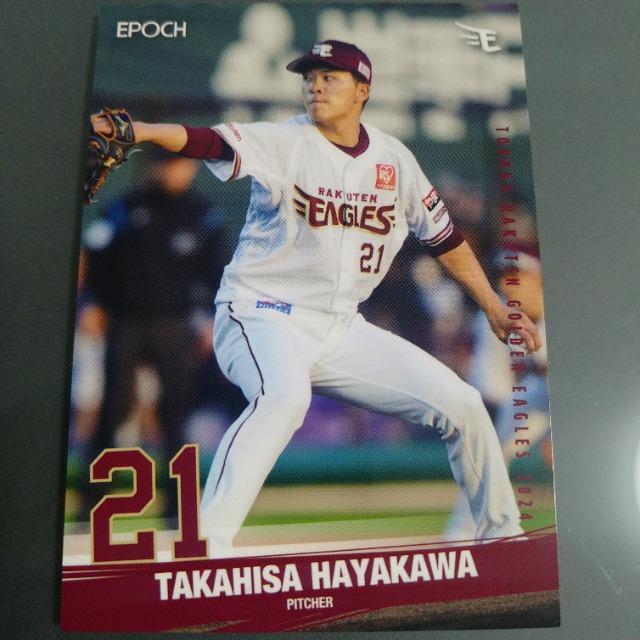 EPOCH
E
RAKUTEN
EAGLES
21
TOHOKU RAKUTEN GOLDEN EAGLES 2024
21
TAKAHISA HAYAKAWA
PITCHER